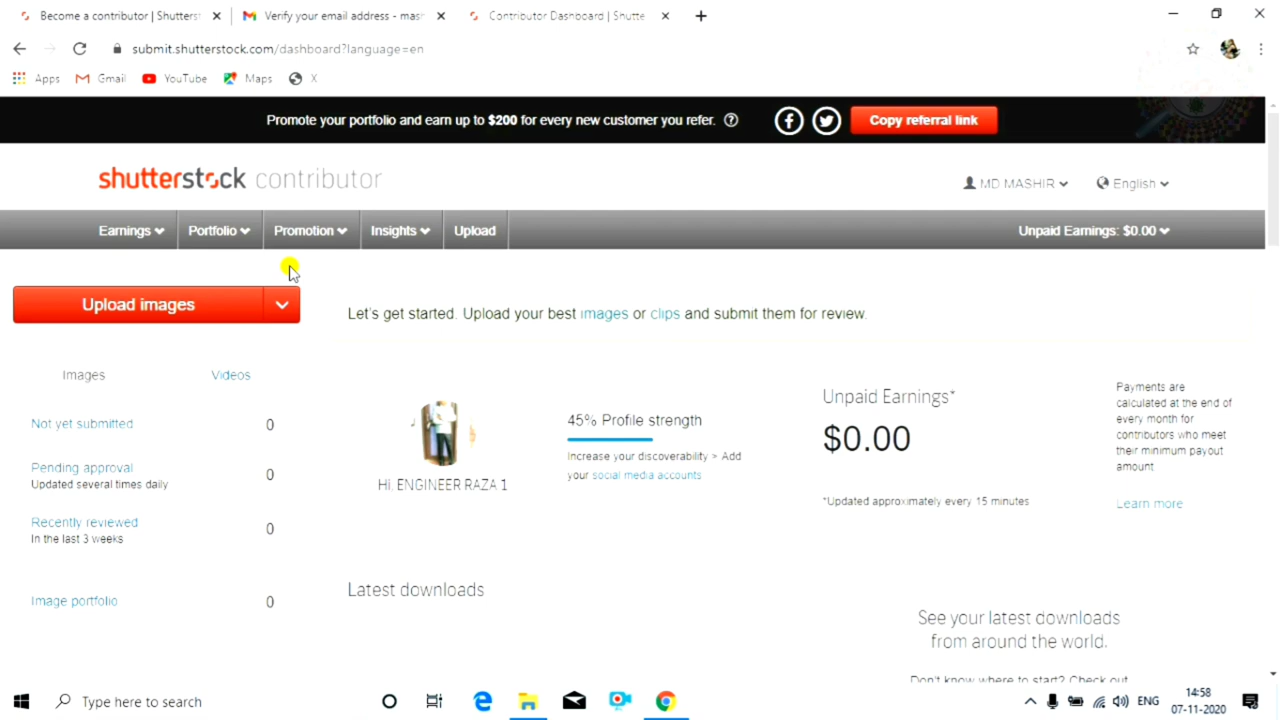 Become a contributor | Shutters
Verify your email address - mas
Contributor Dashboard | Shutte
submit.shutterstock.com/dashboard?language=en
Apps
Gmail
YouTube
Maps
X
Promote your portfolio and earn up to $200 for every new customer you refer.
Copy referral link
shutterstock contributor
MD MASHIR
English
Earnings
Portfolio
Promotion
Insights
Upload
Unpaid Earnings: $0.00
Upload images
Let's get started. Upload your best images or clips and submit them for review.
Images
Videos
Not yet submitted
0
Pending approval
Updated several times daily
0
Recently reviewed
In the last 3 weeks
0
Image portfolio
0
Hi, ENGINEER RAZA 1
45% Profile strength
Increase your discoverability > Add
your social media accounts
Unpaid Earnings*
$0.00
*Updated approximately every 15 minutes
Payments are
calculated at the end of
every month for
contributors who meet
their minimum payout
amount
Learn more
Latest downloads
See your latest downloads
from around the world.
Don't know where to start? Check out
Type here to search
ENG
14:58
07-11-2020